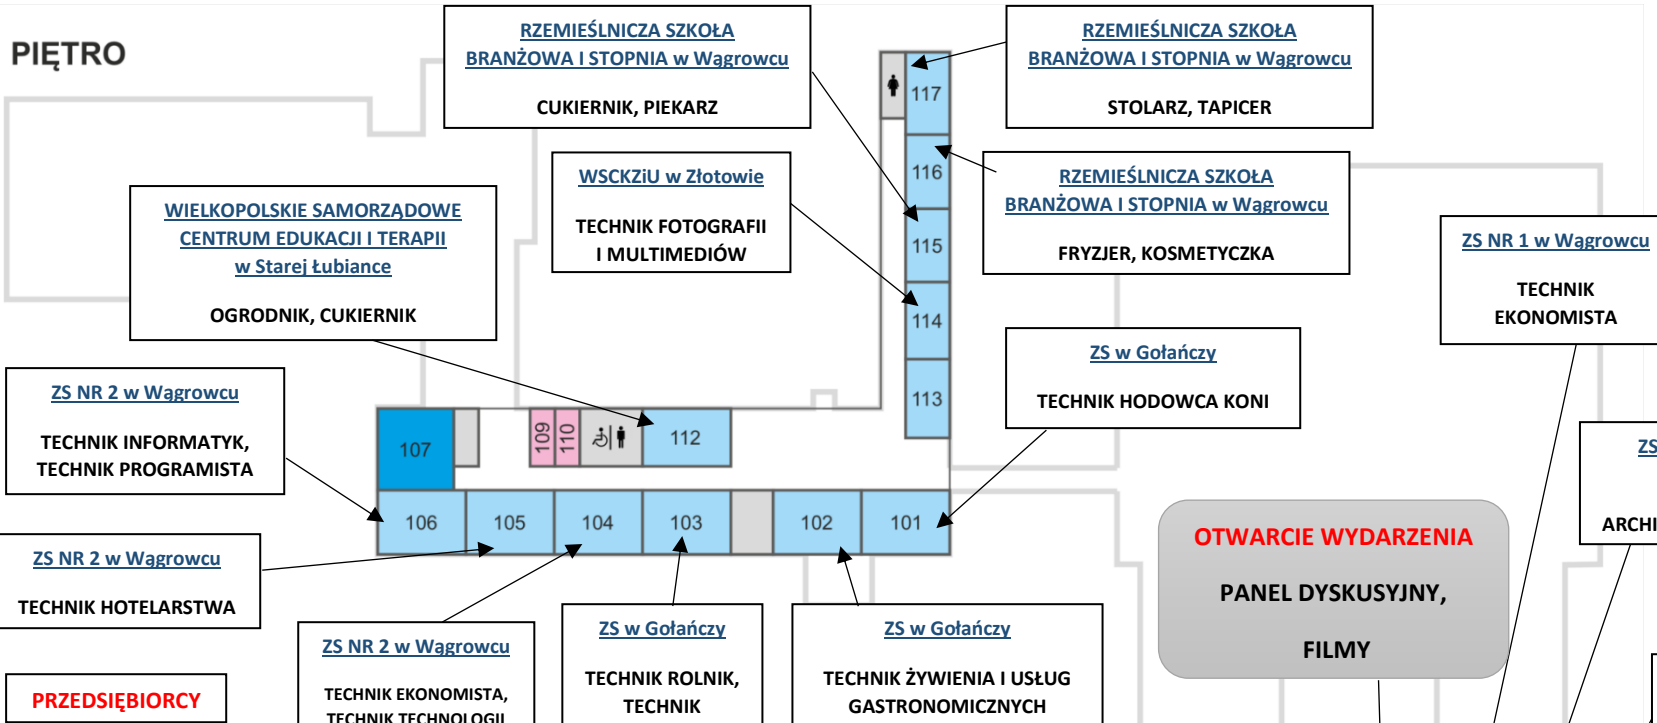 PIĘTRO
RZEMIEŚLNICZA SZKOŁA
BRANŻOWA I STOPNIA w Wągrowcu
CUKIERNIK, PIEKARZ
RZEMIEŚLNICZA SZKOŁA
BRANŻOWA I STOPNIA w Wągrowcu
STOLARZ, TAPICER
WSCKZiU w Złotowie
TECHNIK FOTOGRAFII
I MULTIMEDIÓW
RZEMIEŚLNICZA SZKOŁA
BRANŻOWA I STOPNIA w Wągrowcu
FRYZJER, KOSMETYCZKA
WIELKOPOLSKIE SAMORZĄDOWE
CENTRUM EDUKACJI I TERAPII
w Starej Łubiance
OGRODNIK, CUKIERNIK
ZS NR 1 w Wągrowcu
TECHNIK
EKONOMISTA
117
116
115
114
113
ZS w Gołańczy
TECHNIK HODOWCA KONI
ZS NR 2 w Wągrowcu
TECHNIK INFORMATYK,
TECHNIK PROGRAMISTA
107
109
110
112
106
105
104
103
102
101
ZS
ARCHI
OTWARCIE WYDARZENIA
PANEL DYSKUSYJNY,
FILMY
ZS NR 2 w Wągrowcu
TECHNIK HOTELARSTWA
ZS NR 2 w Wągrowcu
TECHNIK EKONOMISTA,
TECHNIK TECHNOLOGII
ZS w Gołańczy
TECHNIK ROLNIK,
TECHNIK
ZS w Gołańczy
TECHNIK ŻYWIENIA I USŁUG
GASTRONOMICZNYCH
PRZEDSIĘBIORCY